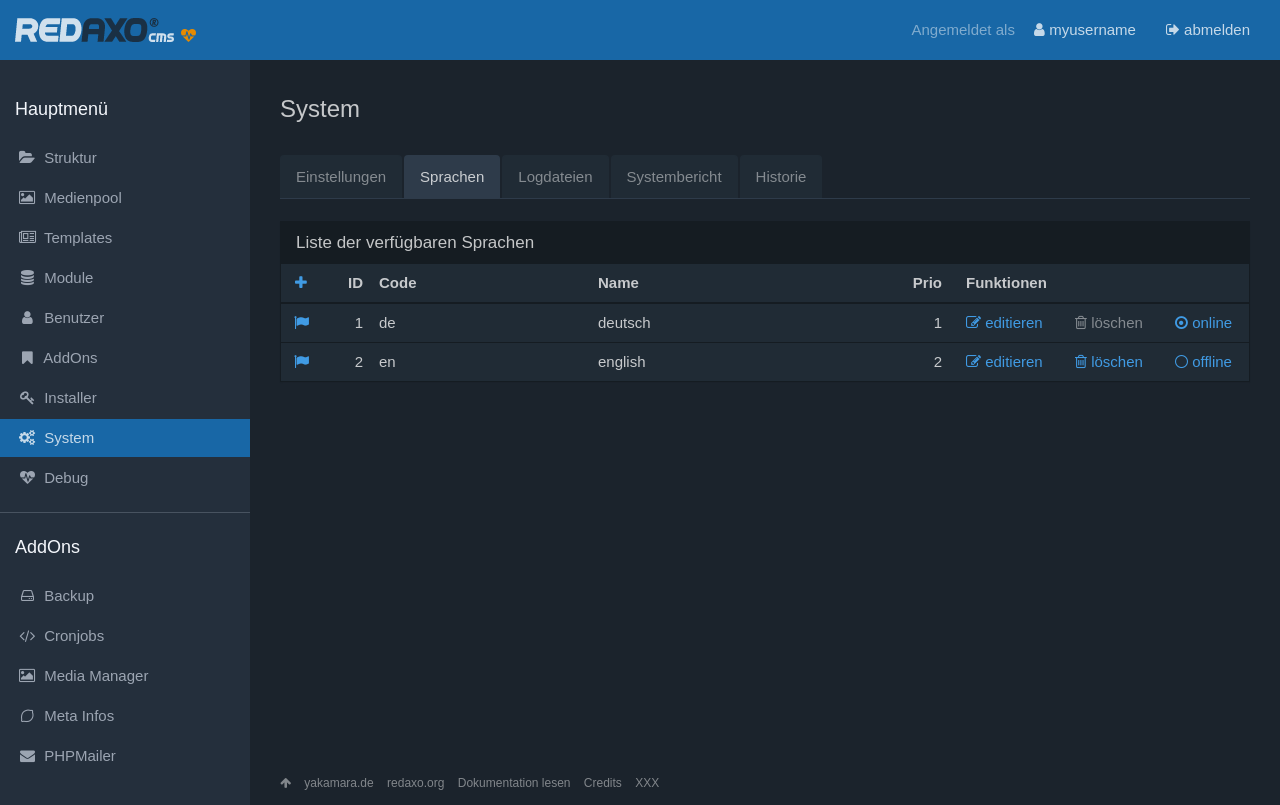 REDAXO® cms
Angemeldet als myusername abmelden
Hauptmenü
Struktur
Medienpool
Templates
Module
Benutzer
AddOns
Installer
System
Debug
AddOns
Backup
Cronjobs
Media Manager
Meta Infos
PHPMailer
System
Einstellungen Sprachen Logdateien Systembericht Historie
Liste der verfügbaren Sprachen
ID Code Name Prio Funktionen
1 de deutsch 1 editieren löschen online
2 en english 2 editieren löschen offline
yakamara.de redaxo.org Dokumentation lesen Credits XXX